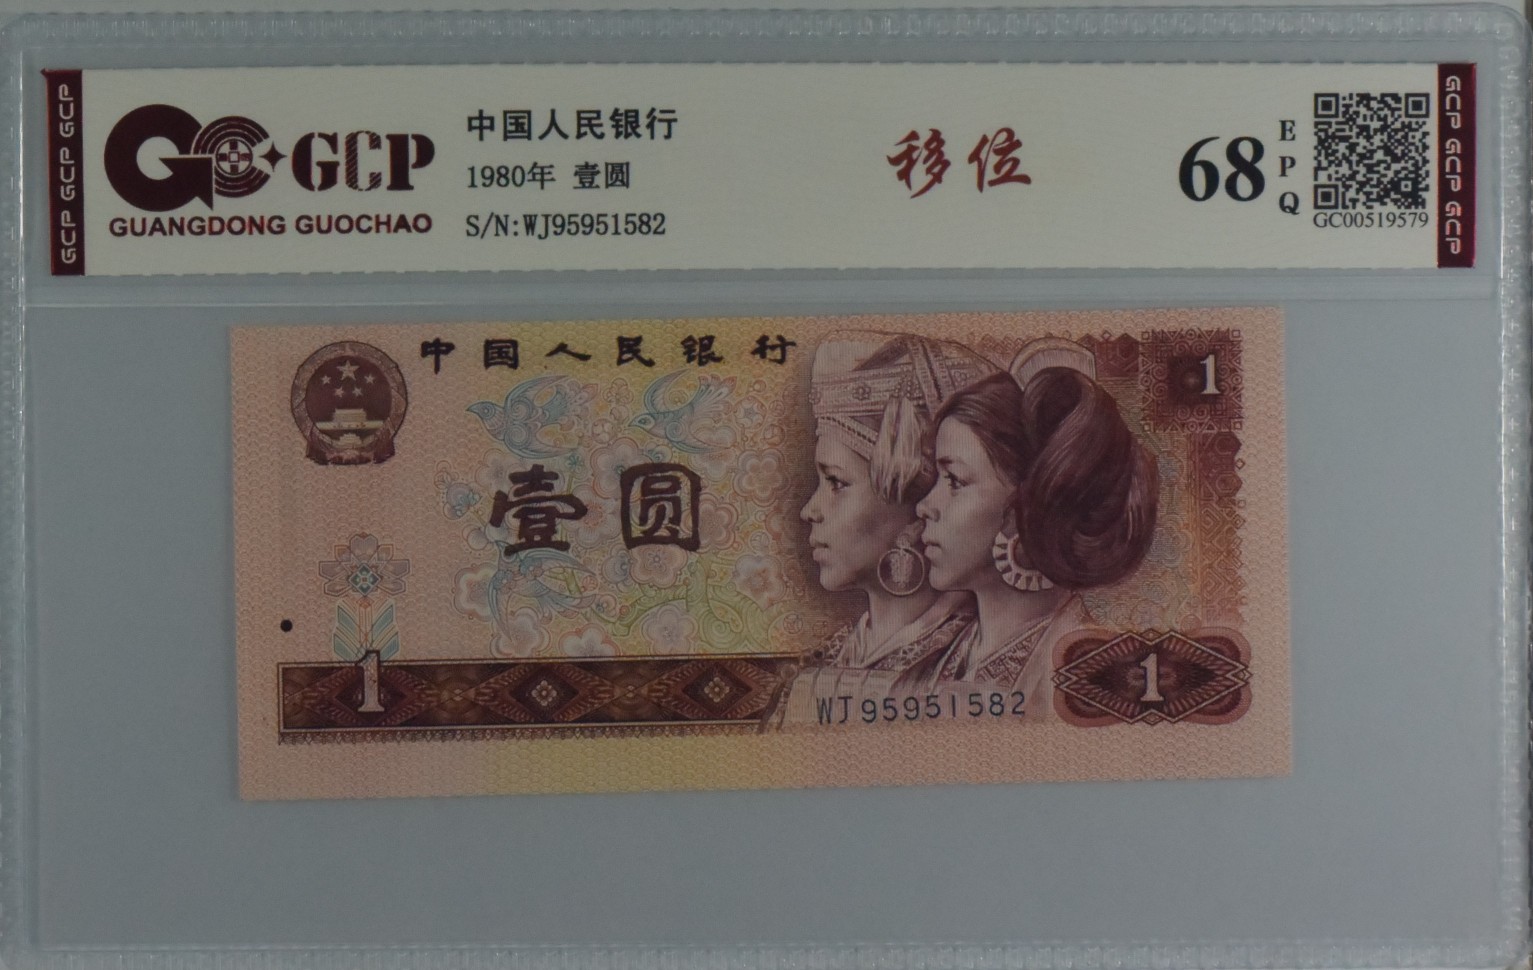 GCP GCP GCP
GCP
GUANGDONG GUOCHAO
中国人民银行
1980年 壹圆
S/N:WJ95951582
移位
68
EPQ
GC00519579
GCP GCP GCP
中国人民银行
1
壹圆
1
WJ95951582
1